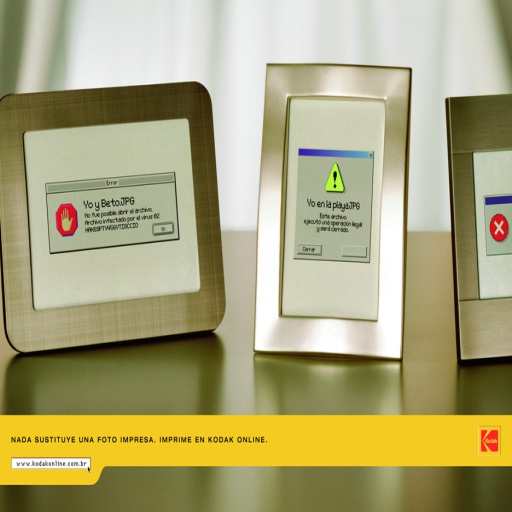 Error
Yo y Beto.JPG
No fue posible abrir el archivo.
Archivo infectado por el virus 02
OK
Error
Yo en la playa.JPG
Este archivo
ejecutó una operación ilegal
y será cerrado.
Cerrar
NADA SUSTITUYE UNA FOTO IMPRESA. IMPRIME EN KODAK ONLINE.
www.kodakonline.com.br
Kodak